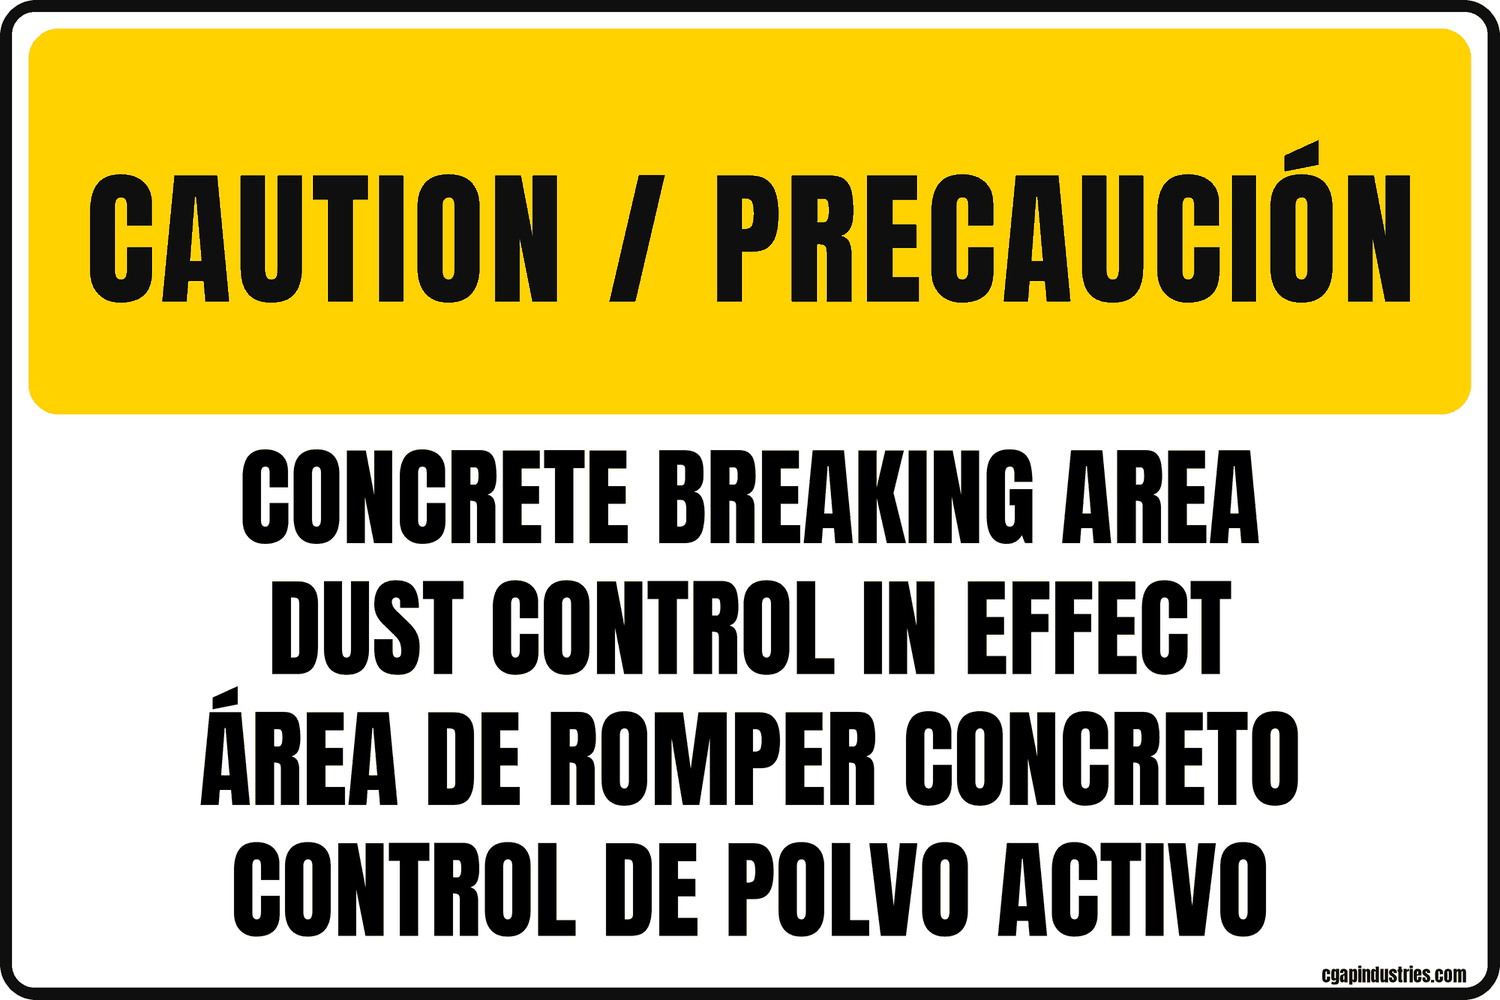 CAUTION / PRECAUCIÓN
CONCRETE BREAKING AREA
DUST CONTROL IN EFFECT
ÁREA DE ROMPER CONCRETO
CONTROL DE POLVO ACTIVO
cgapindustries.com